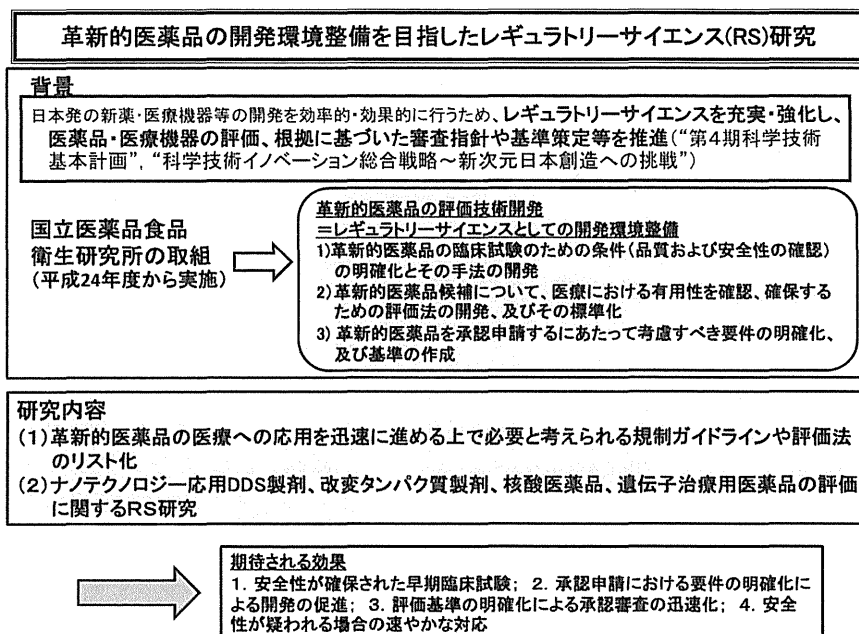 革新的医薬品の開発環境整備を目指したレギュラトリーサイエンス(RS)研究
背景
日本発の新薬・医療機器等の開発を効率的・効果的に行うため、レギュラトリーサイエンスを充実・強化し、
医薬品・医療機器の評価、根拠に基づいた審査指針や基準策定等を推進(“第4期科学技術
基本計画”, “科学技術イノベーション総合戦略～新次元日本創造への挑戦”)
国立医薬品食品
衛生研究所の取組
(平成24年度から実施)
革新的医薬品の評価技術開発
=レギュラトリーサイエンスとしての開発環境整備
1)革新的医薬品の臨床試験のための条件(品質および安全性の確認)
の明確化とその手法の開発
2)革新的医薬品候補について、医療における有用性を確認、確保する
ための評価法の開発、及びその標準化
3) 革新的医薬品を承認申請するにあたって考慮すべき要件の明確化、
及び基準の作成
研究内容
(1)革新的医薬品の医療への応用を迅速に進める上で必要と考えられる規制ガイドラインや評価法
のリスト化
(2)ナノテクノロジー応用DDS製剤、改変タンパク質製剤、核酸医薬品、遺伝子治療用医薬品の評価
に関するRS研究
期待される効果
1. 安全性が確保された早期臨床試験; 2. 承認申請における要件の明確化に
よる開発の促進; 3. 評価基準の明確化による承認審査の迅速化; 4. 安全
性が疑われる場合の速やかな対応